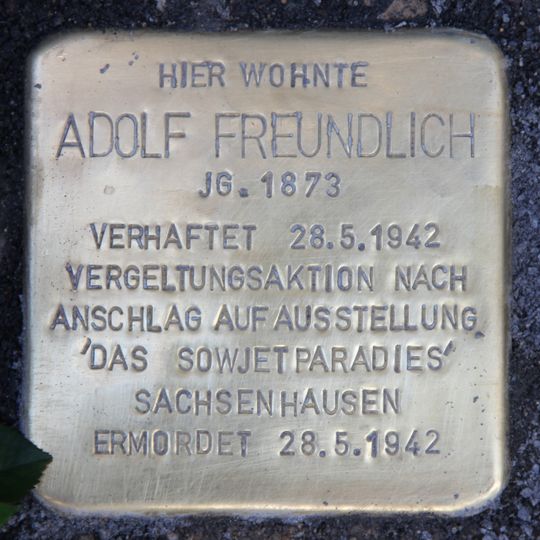 HIER WOHNTE
ADOLF FREUNDLICH
JG. 1873
VERHAFTET 28.5.1942
VERGELTUNGSAKTION NACH
ANSCHLAG AUF AUSSTELLUNG
'DAS SOWJETPARADIES'
SACHSENHAUSEN
ERMORDET 28.5.1942